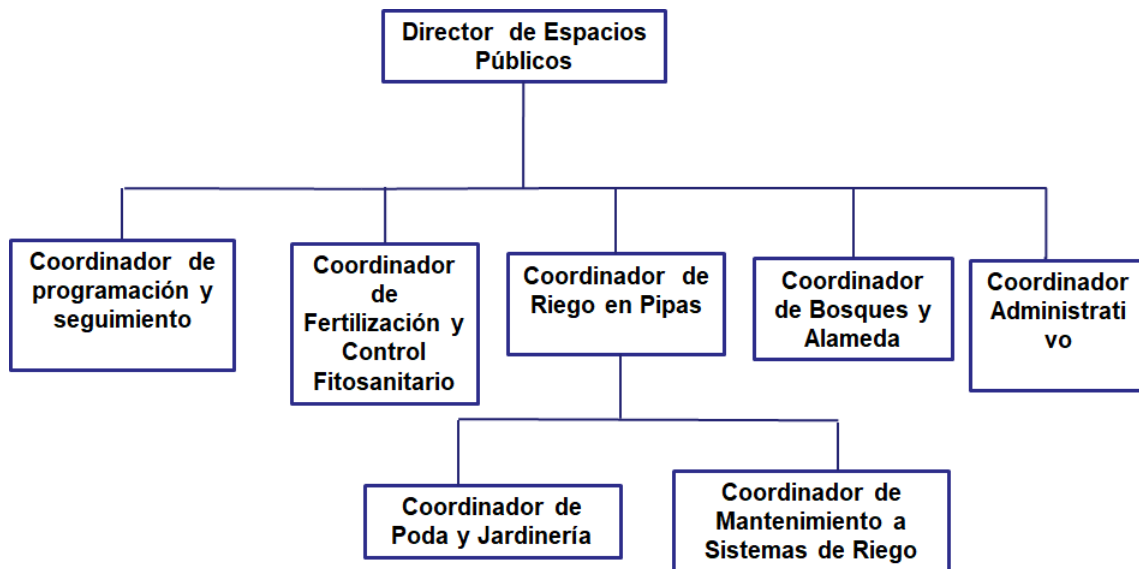 Director de Espacios
Públicos
Coordinador de
programación y
seguimiento
Coordinador
de
Fertilización y
Control
Fitosanitario
Coordinador de
Riego en Pipas
Coordinador
de Bosques y
Alameda
Coordinador
Administrati
vo
Coordinador de
Poda y Jardinería
Coordinador de
Mantenimiento a
Sistemas de Riego